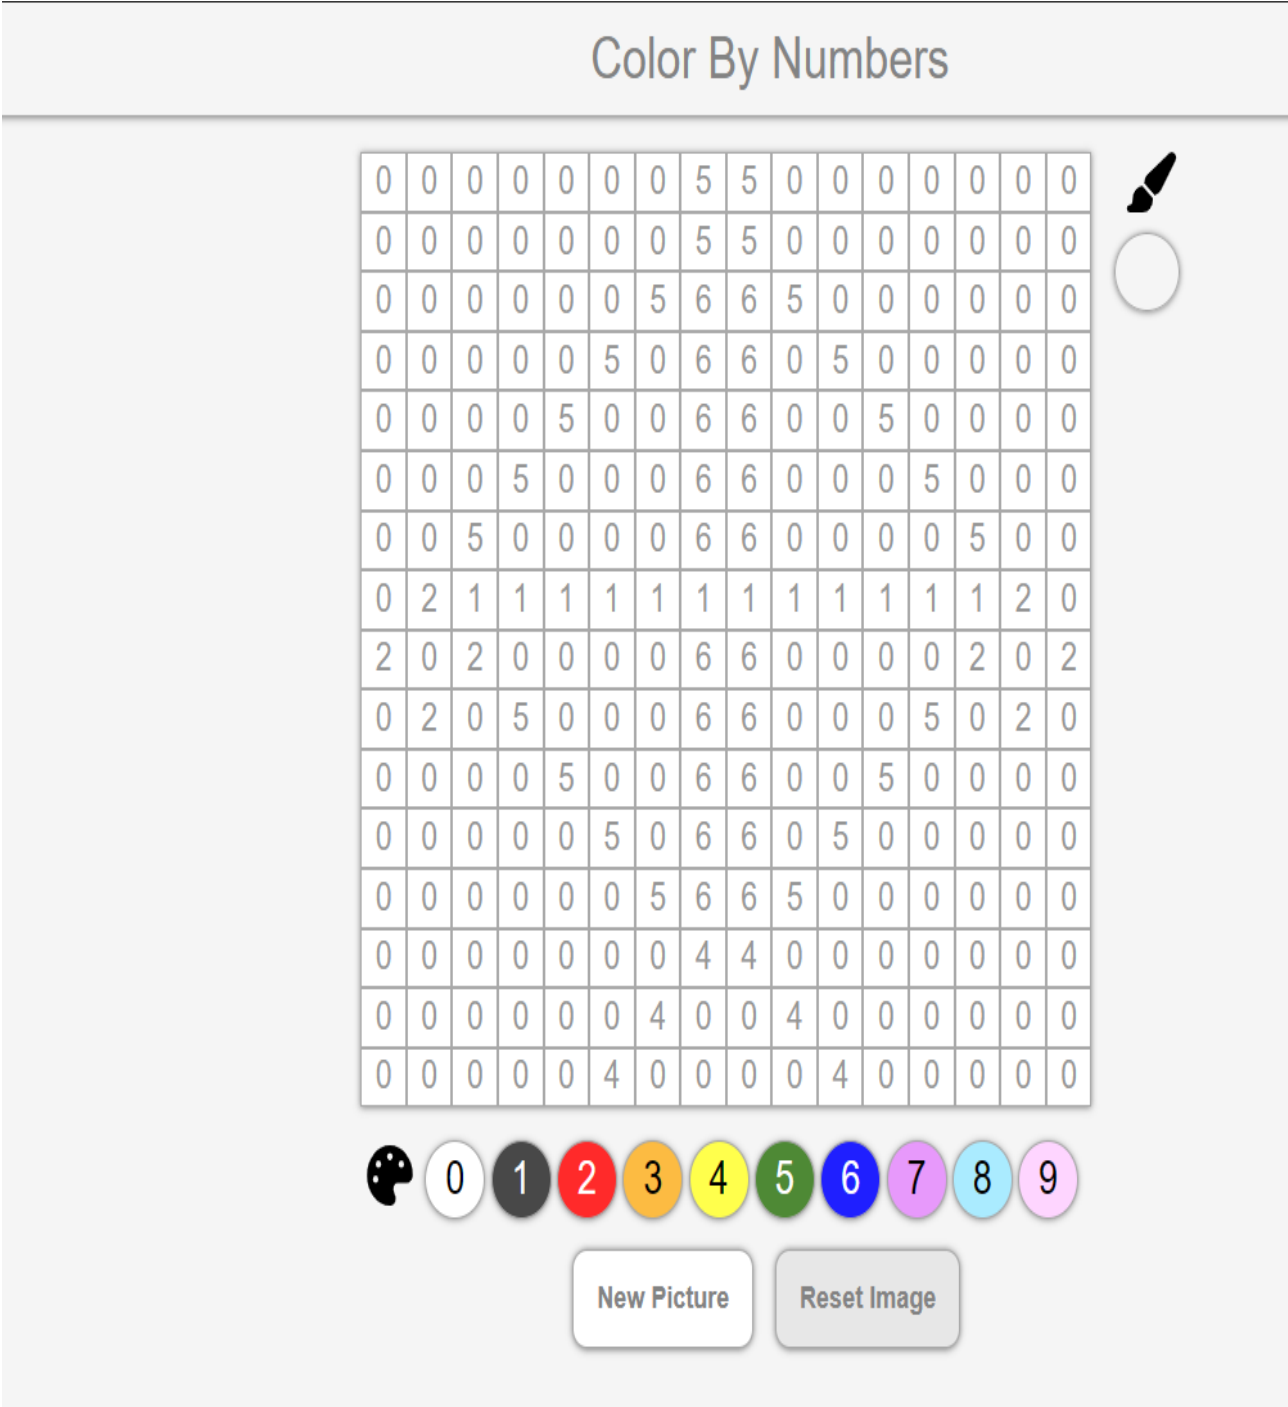 Color By Numbers
0 0 0 0 0 0 0 5 5 0 0 0 0 0 0 0
0 0 0 0 0 0 0 5 5 0 0 0 0 0 0 0
0 0 0 0 0 0 5 6 6 5 0 0 0 0 0 0
0 0 0 0 0 5 0 6 6 0 5 0 0 0 0 0
0 0 0 0 5 0 0 6 6 0 0 5 0 0 0 0
0 0 0 5 0 0 0 6 6 0 0 0 5 0 0 0
0 0 5 0 0 0 0 6 6 0 0 0 0 5 0 0
0 2 1 1 1 1 1 1 1 1 1 1 1 1 2 0
2 0 2 0 0 0 0 6 6 0 0 0 0 2 0 2
0 2 0 5 0 0 0 6 6 0 0 0 5 0 2 0
0 0 0 0 5 0 0 6 6 0 0 5 0 0 0 0
0 0 0 0 0 5 0 6 6 0 5 0 0 0 0 0
0 0 0 0 0 0 5 6 6 5 0 0 0 0 0 0
0 0 0 0 0 0 0 4 4 0 0 0 0 0 0 0
0 0 0 0 0 0 4 0 0 4 0 0 0 0 0 0
0 0 0 0 0 4 0 0 0 0 4 0 0 0 0 0
0 1 2 3 4 5 6 7 8 9
New Picture Reset Image